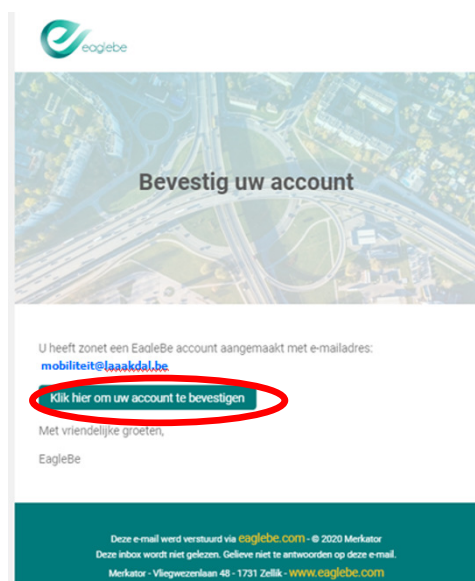 eaglebe
Bevestig uw account
U heeft zonet een EagleBe account aangemaakt met e-mailadres:
mobiliteit@laaakdal.be
Klik hier om uw account te bevestigen
Met vriendelijke groeten,
EagleBe
Deze e-mail werd verstuurd via eaglebe.com - © 2020 Merkator
Deze inbox wordt niet gelezen. Gelieve niet te antwoorden op deze e-mail.
Merkator - Vliegwezenlaan 48 - 1731 Zellik - www.eaglebe.com